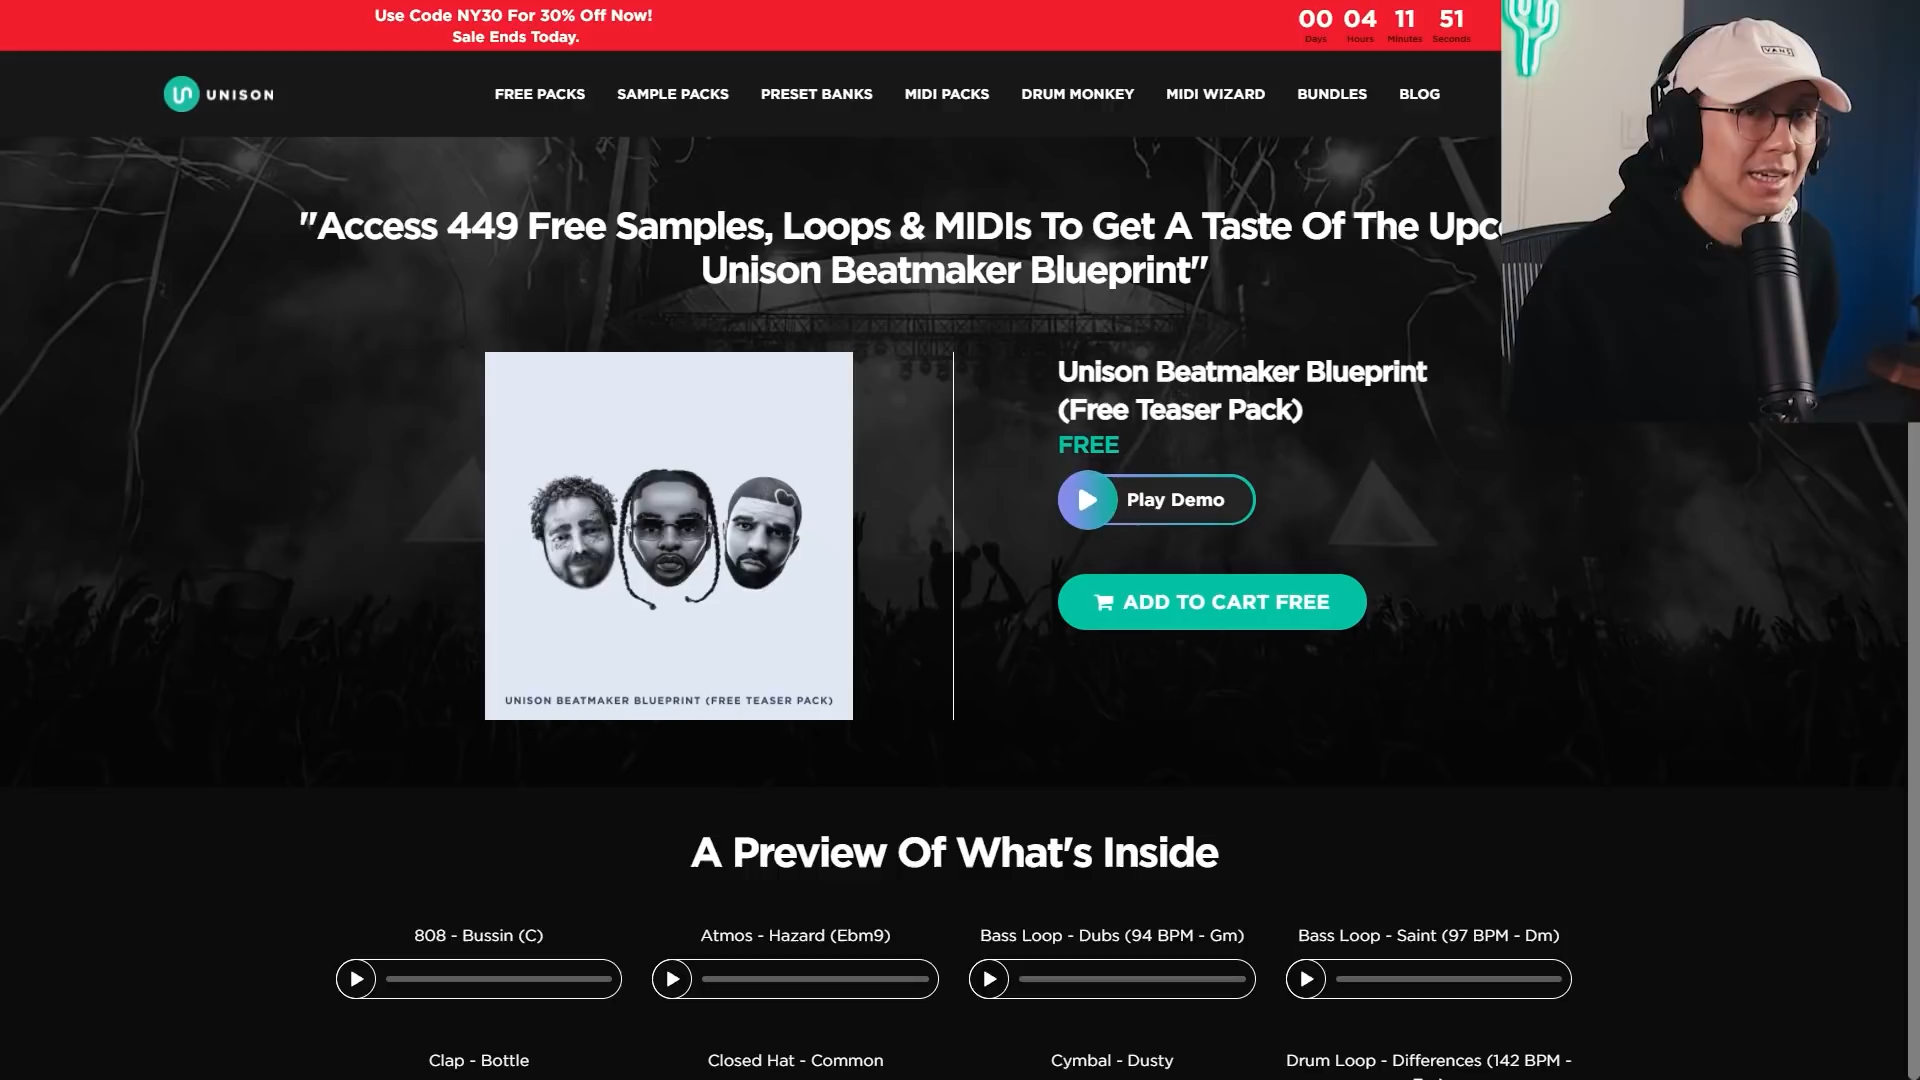 Use Code NY30 For 30% Off Now!
Sale Ends Today.
00 04 11 51
Days Hours Minutes Seconds
UNISON
FREE PACKS SAMPLE PACKS PRESET BANKS MIDI PACKS DRUM MONKEY MIDI WIZARD BUNDLES BLOG
VANS
"Access 449 Free Samples, Loops & MIDIs To Get A Taste Of The Upc
Unison Beatmaker Blueprint"
Unison Beatmaker Blueprint
(Free Teaser Pack)
FREE
Play Demo
ADD TO CART FREE
UNISON BEATMAKER BLUEPRINT (FREE TEASER PACK)
A Preview Of What's Inside
808 - Bussin (C)
Atmos - Hazard (Ebm9)
Bass Loop - Dubs (94 BPM - Gm)
Bass Loop - Saint (97 BPM - Dm)
Clap - Bottle
Closed Hat - Common
Cymbal - Dusty
Drum Loop - Differences (142 BPM -